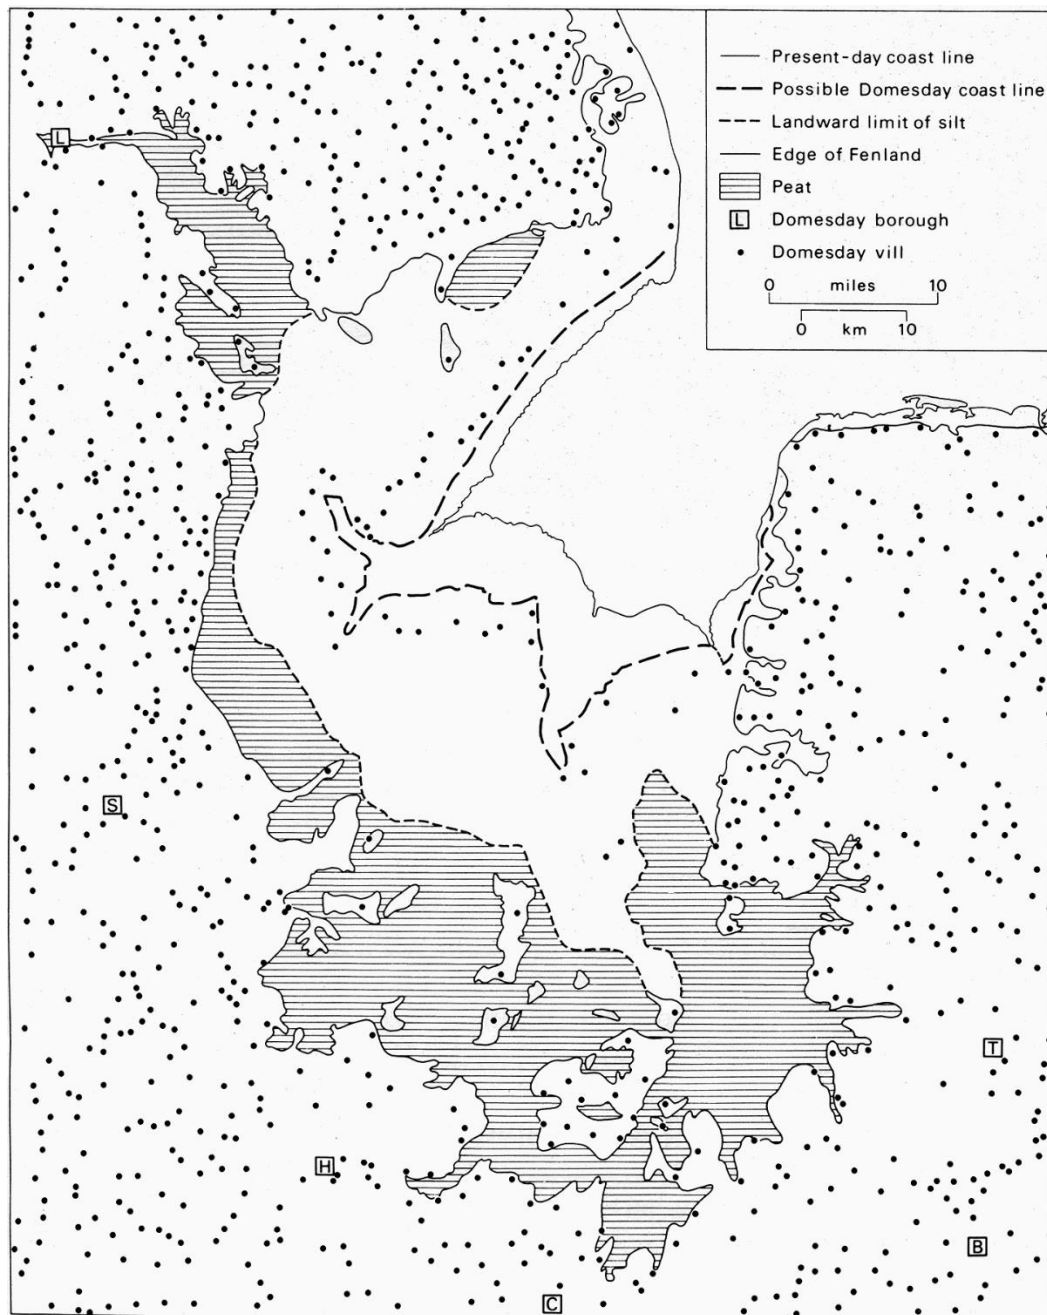 Present-day coast line
Possible Domesday coast line
Landward limit of silt
Edge of Fenland
Peat
L Domesday borough
Domesday vill
0 miles 10
0 km 10
L
S
T
H
B
C